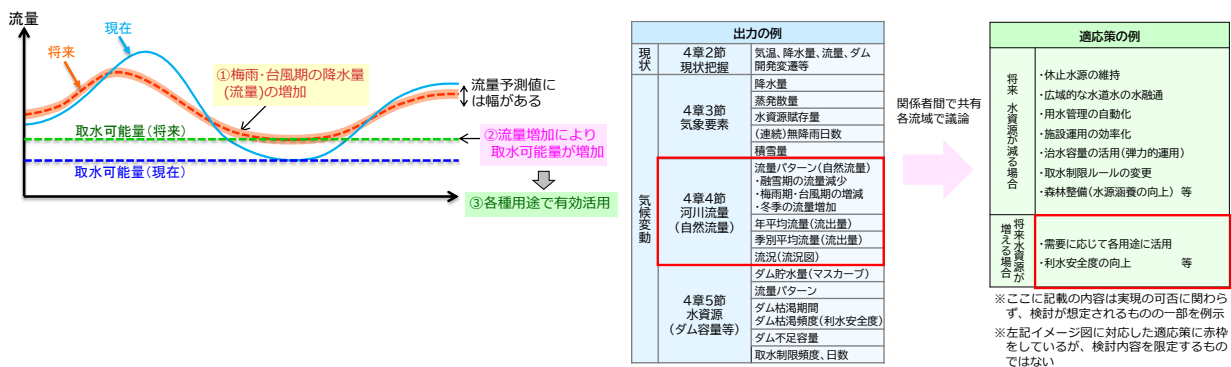 流量
現在
将来
①梅雨・台風期の降水量
(流量)の増加
流量予測値に
は幅がある
取水可能量(将来)
②流量増加により
取水可能量が増加
取水可能量(現在)
③各種用途で有効活用
出力の例
現状
4章2節
現状把握
気温、降水量、流量、ダム
開発変遷等
気候変動
4章3節
気象要素
降水量
蒸発散量
水資源賦存量
(連続)無降雨日数
積雪量
4章4節
河川流量
(自然流量)
流量パターン(自然流量)
・融雪期の流量減少
・梅雨期・台風期の増減
・冬季の流量増加
年平均流量(流出量)
季別平均流量(流出量)
流況(流況図)
4章5節
水資源
(ダム容量等)
ダム貯水量(マスカーブ)
流量パターン
ダム枯渇期間
ダム枯渇頻度(利水安全度)
ダム不足容量
取水制限頻度、日数
関係者間で共有
各流域で議論
適応策の例
将来 水資源が減る場合
・休止水源の維持
・広域的な水道水の水融通
・用水管理の自動化
・施設運用の効率化
・治水容量の活用(弾力的運用)
・取水制限ルールの変更
・森林整備(水源涵養の向上) 等
将来水資源が
増える場合
・需要に応じて各用途に活用
・利水安全度の向上 等
※ここに記載の内容は実現の可否に関わら
ず、検討が想定されるものの一部を例示
※左記イメージ図に対応した適応策に赤枠
をしているが、検討内容を限定するもの
ではない